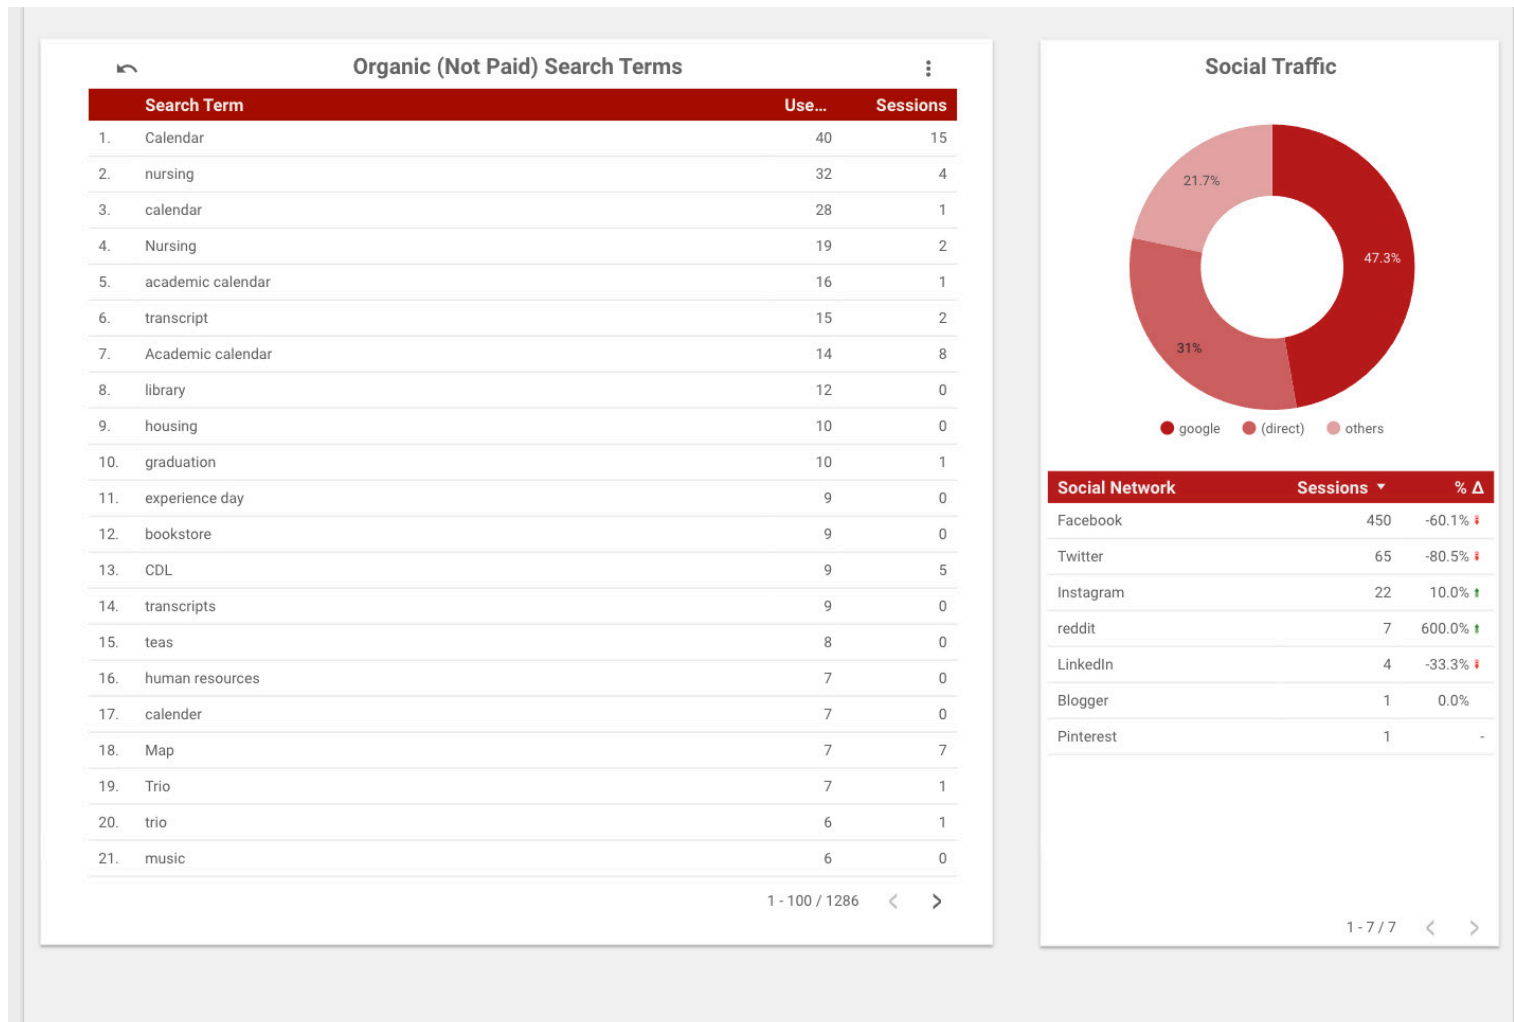 Organic (Not Paid) Search Terms
Search Term Use... Sessions
1. Calendar 40 15
2. nursing 32 4
3. calendar 28 1
4. Nursing 19 2
5. academic calendar 16 1
6. transcript 15 2
7. Academic calendar 14 8
8. library 12 0
9. housing 10 0
10. graduation 10 1
11. experience day 9 0
12. bookstore 9 0
13. CDL 9 5
14. transcripts 9 0
15. teas 8 0
16. human resources 7 0
17. calender 7 0
18. Map 7 7
19. Trio 7 1
20. trio 6 1
21. music 6 0
1 - 100 / 1286
Social Traffic
21.7%
47.3%
31%
google (direct) others
Social Network Sessions % Δ
Facebook 450 -60.1%
Twitter 65 -80.5%
Instagram 22 10.0%
reddit 7 600.0%
LinkedIn 4 -33.3%
Blogger 1 0.0%
Pinterest 1 -
1 - 7 / 7